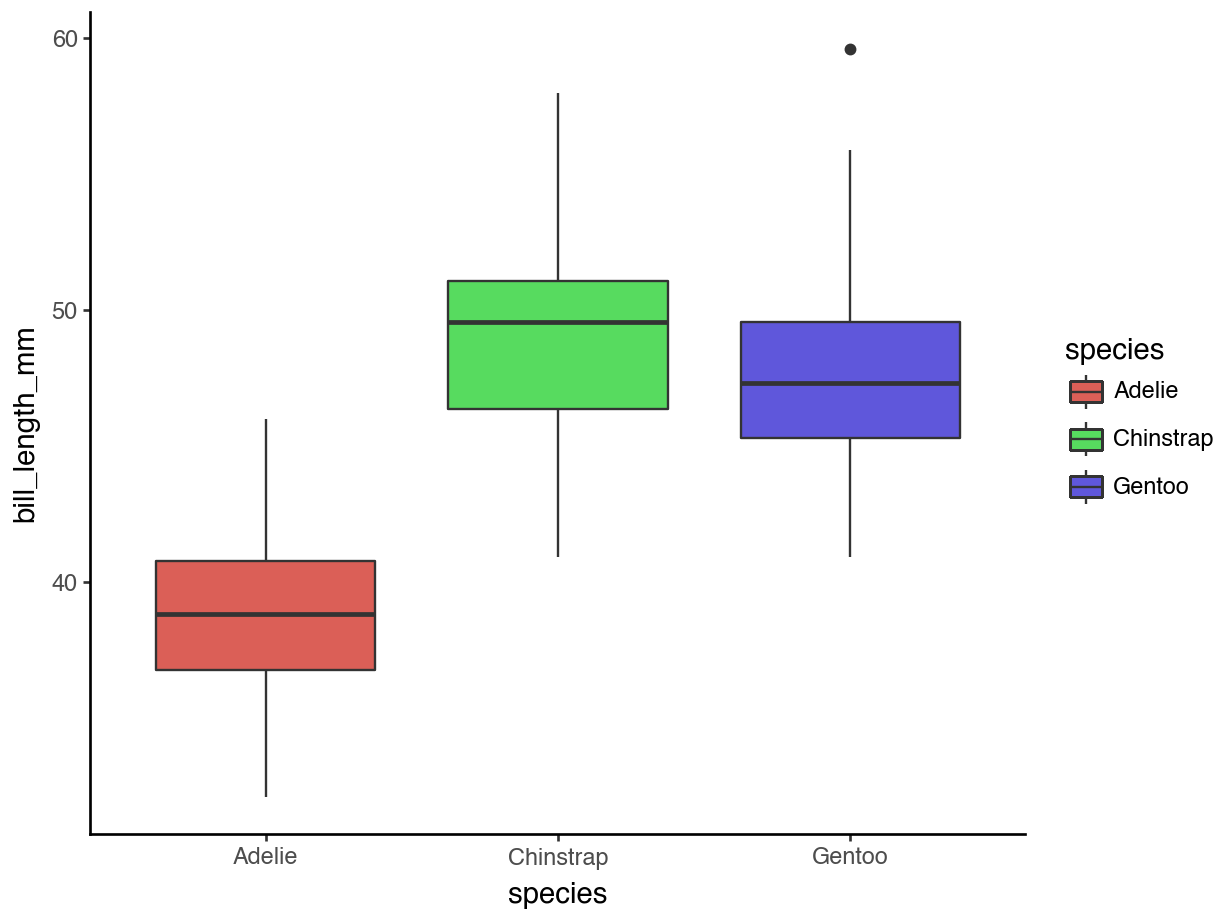 60
50
40
bill_length_mm
Adelie
Chinstrap
Gentoo
species
species
Adelie
Chinstrap
Gentoo